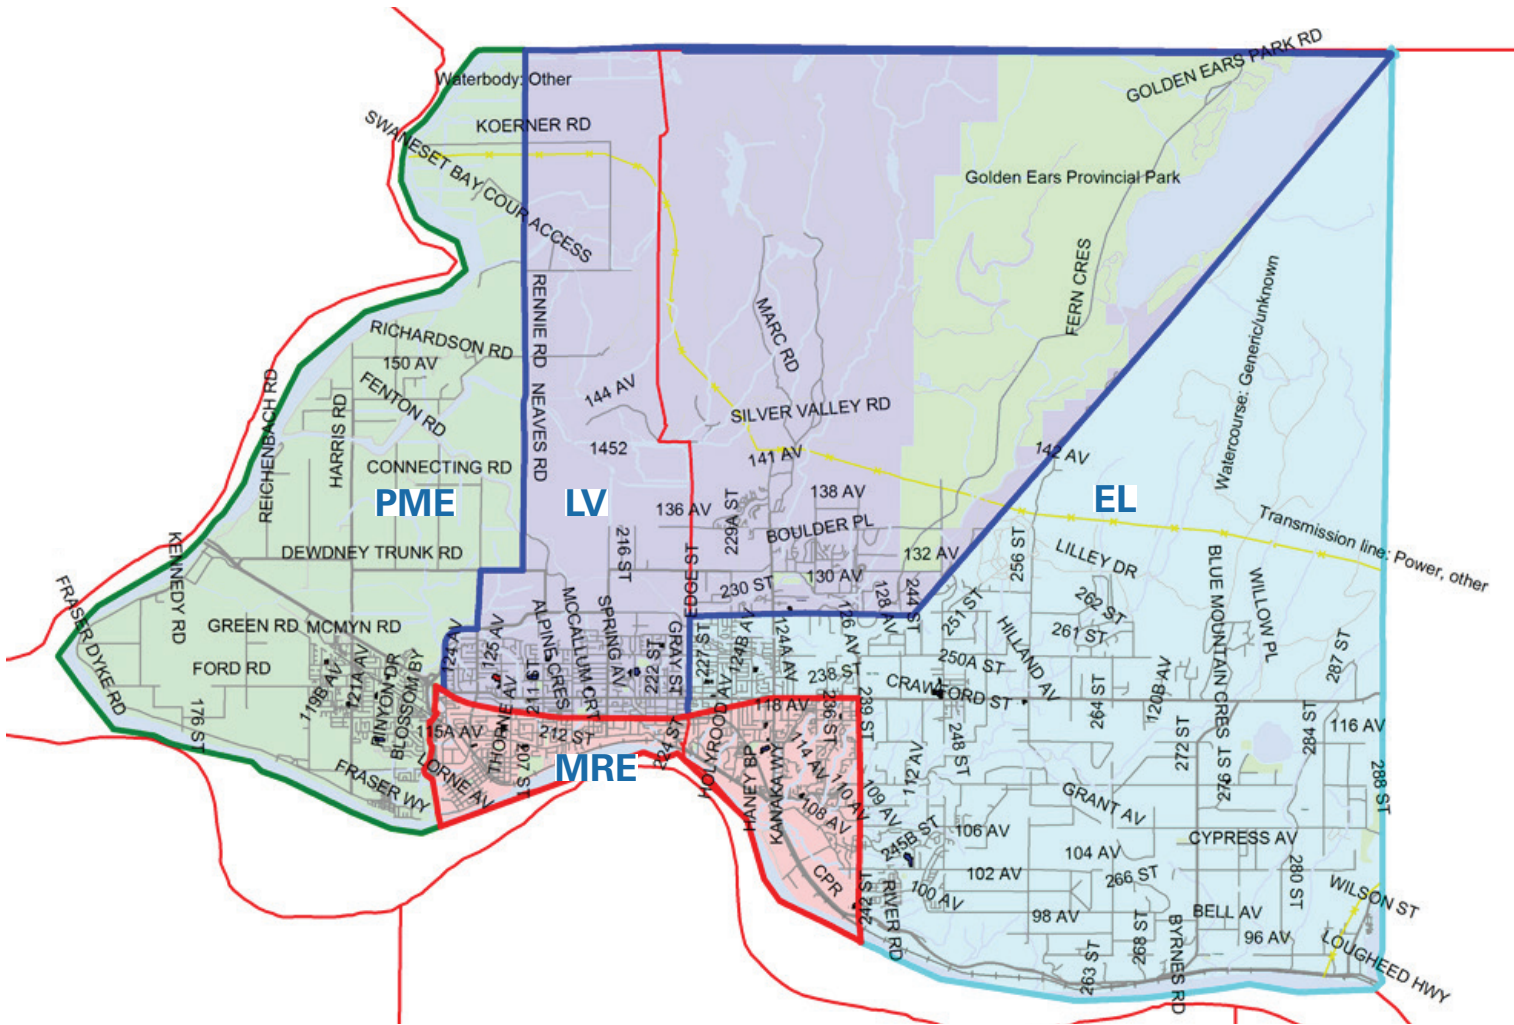 GOLDEN EARS PARK RD
Waterbody: Other
KOERNER RD
SWANESET BAY COUR ACCESS
Golden Ears Provincial Park
FERN CRES
Watercourse: Generic/unknown
RENNIE RD
MARC RD
RICHARDSON RD
150 AV
FENTON RD
144 AV
NEAVES RD
SILVER VALLEY RD
REICHENBACH RD
HARRIS RD
1452
141 AV
142 AV
CONNECTING RD
PME
LV
EL
136 AV
229A ST
138 AV
BOULDER PL
Transmission line: Power, other
KENNEDY RD
DEWDNEY TRUNK RD
216 ST
EDGE ST
132 AV
256 ST
LILLEY DR
BLUE MOUNTAIN CRES
WILLOW PL
FRASER DYKE RD
230 ST
130 AV
128 AV
244 ST
251 ST
262 ST
261 ST
GREEN RD
MCMYN RD
124 AV
125 AV
ALPINE CRES
MCCALLUM CRT
SPRING AV
222 ST
GRAY ST
227 ST
124B AV
124A AV
126 AV
HILLAND AV
287 ST
FORD RD
119B AV
121A AV
BLOSSOM BY
THORNE AV
238 ST
250A ST
CRAWFORD ST
264 ST
120B AV
176 ST
115A AV
212 ST
224 ST
HOLYROOD AV
118 AV
236 ST
239 ST
248 ST
272 ST
276 ST
284 ST
116 AV
MRE
FRASER WY
LORNE AV
207 ST
HANEY BP
KANAKA WY
114 AV
110 AV
108 AV
109 AV
112 AV
GRANT AV
288 ST
245B ST
106 AV
104 AV
CYPRESS AV
CPR
242 ST
RIVER RD
100 AV
102 AV
266 ST
280 ST
WILSON ST
98 AV
268 ST
BELL AV
96 AV
263 ST
BYRNES RD
LOUGHEED HWY